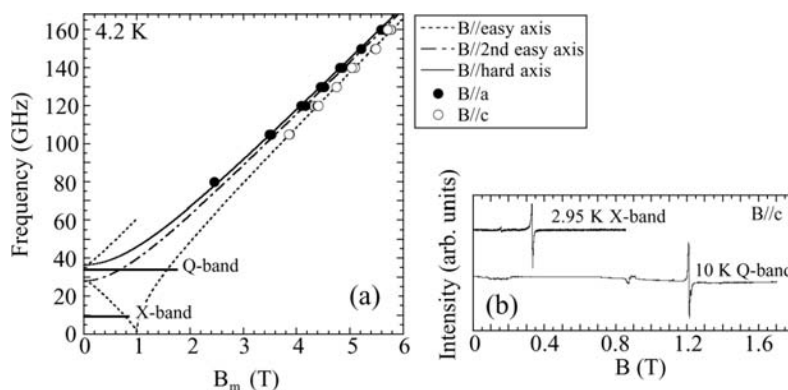 4.2 K
160
140
120
100
80
60
40
20
0
Frequency (GHz)
Q-band
X-band
(a)
0 1 2 3 4 5 6
B_m (T)
B//easy axis
B//2nd easy axis
B//hard axis
B//a
B//c
B//c
2.95 K X-band
10 K Q-band
Intensity (arb. units)
(b)
0 0.4 0.8 1.2 1.6
B (T)